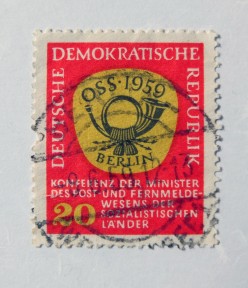 DEUTSCHE
DEMOKRATISCHE
REPUBLIK
OSS·1959
BERLIN
KONFERENZ DER MINISTER
DES POST- UND FERNMELDE-
WESENS DER
SOZIALISTISCHEN
LÄNDER
20